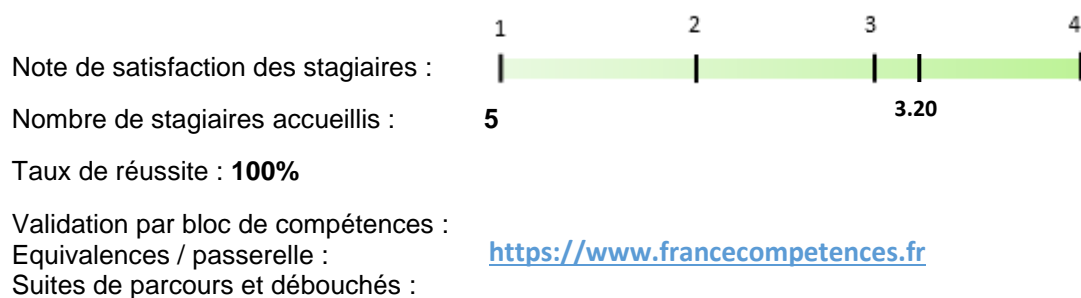 1 2 3 4
Note de satisfaction des stagiaires :
3.20
Nombre de stagiaires accueillis : 5
Taux de réussite : 100%
Validation par bloc de compétences :
Equivalences / passerelle : https://www.francecompetences.fr
Suites de parcours et débouchés :